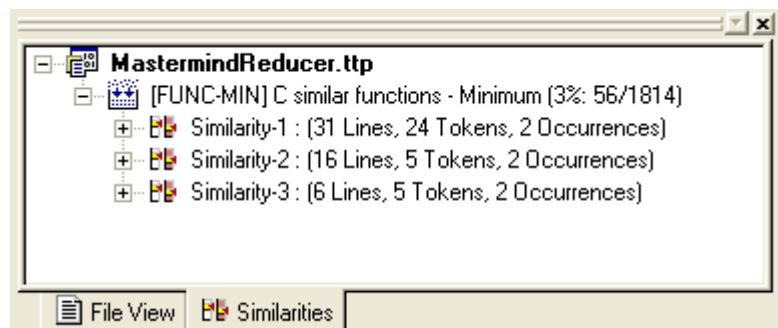 MastermindReducer.ttp
[FUNC-MIN] C similar functions - Minimum (3%: 56/1814)
Similarity-1 : (31 Lines, 24 Tokens, 2 Occurrences)
Similarity-2 : (16 Lines, 5 Tokens, 2 Occurrences)
Similarity-3 : (6 Lines, 5 Tokens, 2 Occurrences)
File View Similarities